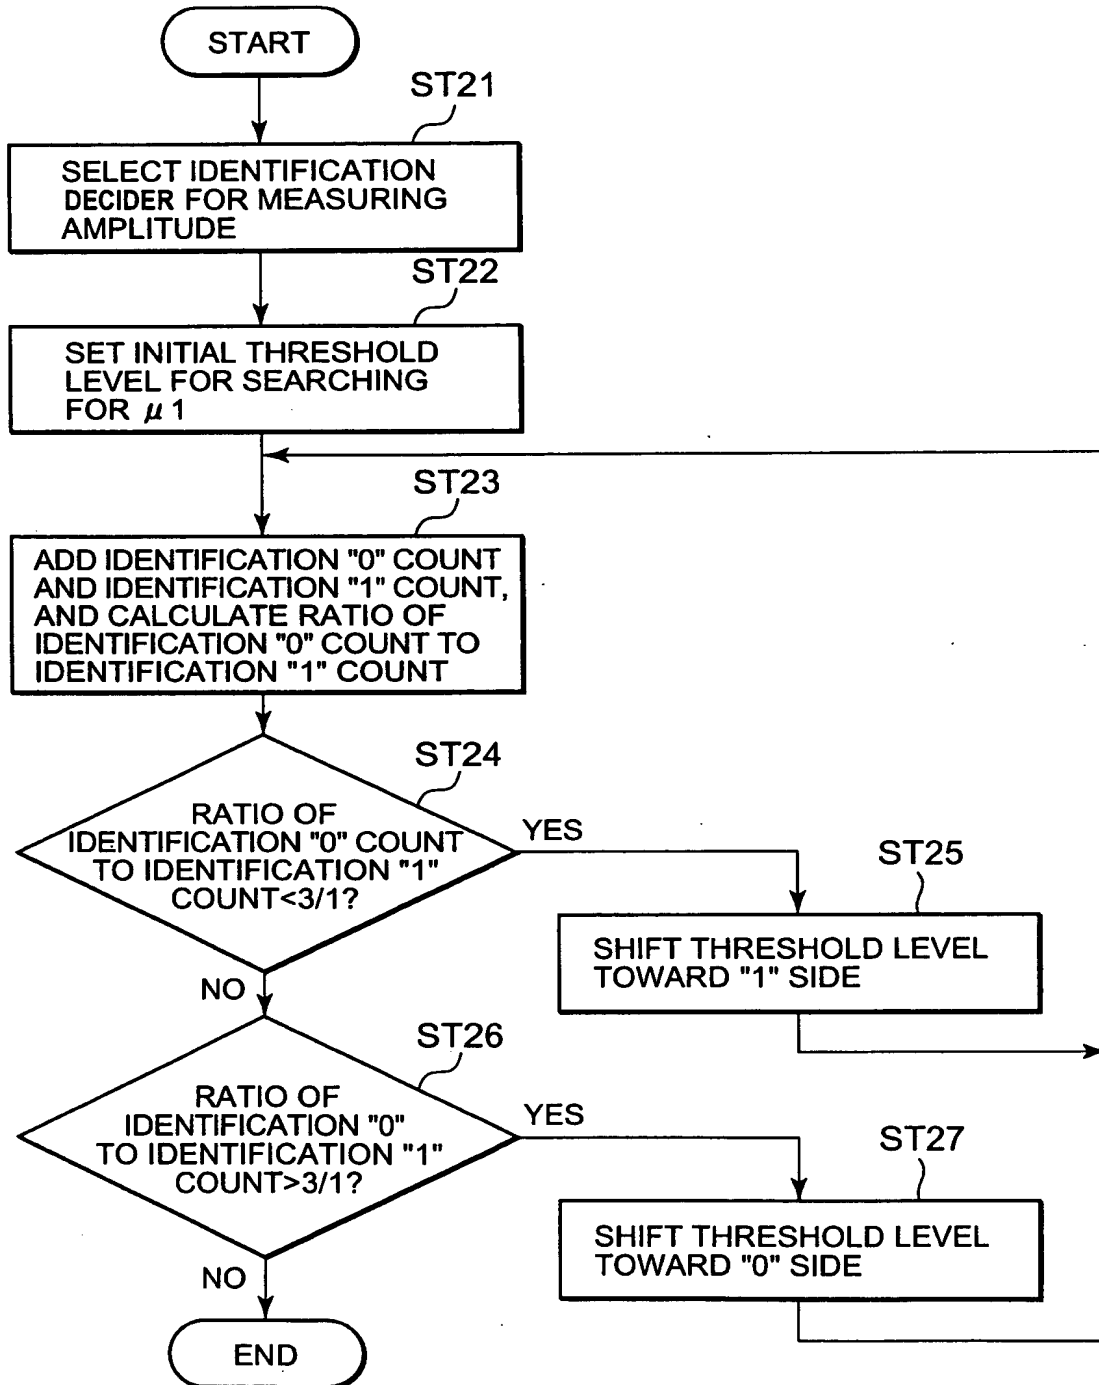 START
ST21
SELECT IDENTIFICATION
DECIDER FOR MEASURING
AMPLITUDE
ST22
SET INITIAL THRESHOLD
LEVEL FOR SEARCHING
FOR μ 1
ST23
ADD IDENTIFICATION "0" COUNT
AND IDENTIFICATION "1" COUNT,
AND CALCULATE RATIO OF
IDENTIFICATION "0" COUNT TO
IDENTIFICATION "1" COUNT
ST24
RATIO OF
IDENTIFICATION "0" COUNT
TO IDENTIFICATION "1"
COUNT<3/1?
YES
NO
ST25
SHIFT THRESHOLD LEVEL
TOWARD "1" SIDE
ST26
RATIO OF
IDENTIFICATION "0"
TO IDENTIFICATION "1"
COUNT>3/1?
YES
NO
ST27
SHIFT THRESHOLD LEVEL
TOWARD "0" SIDE
END